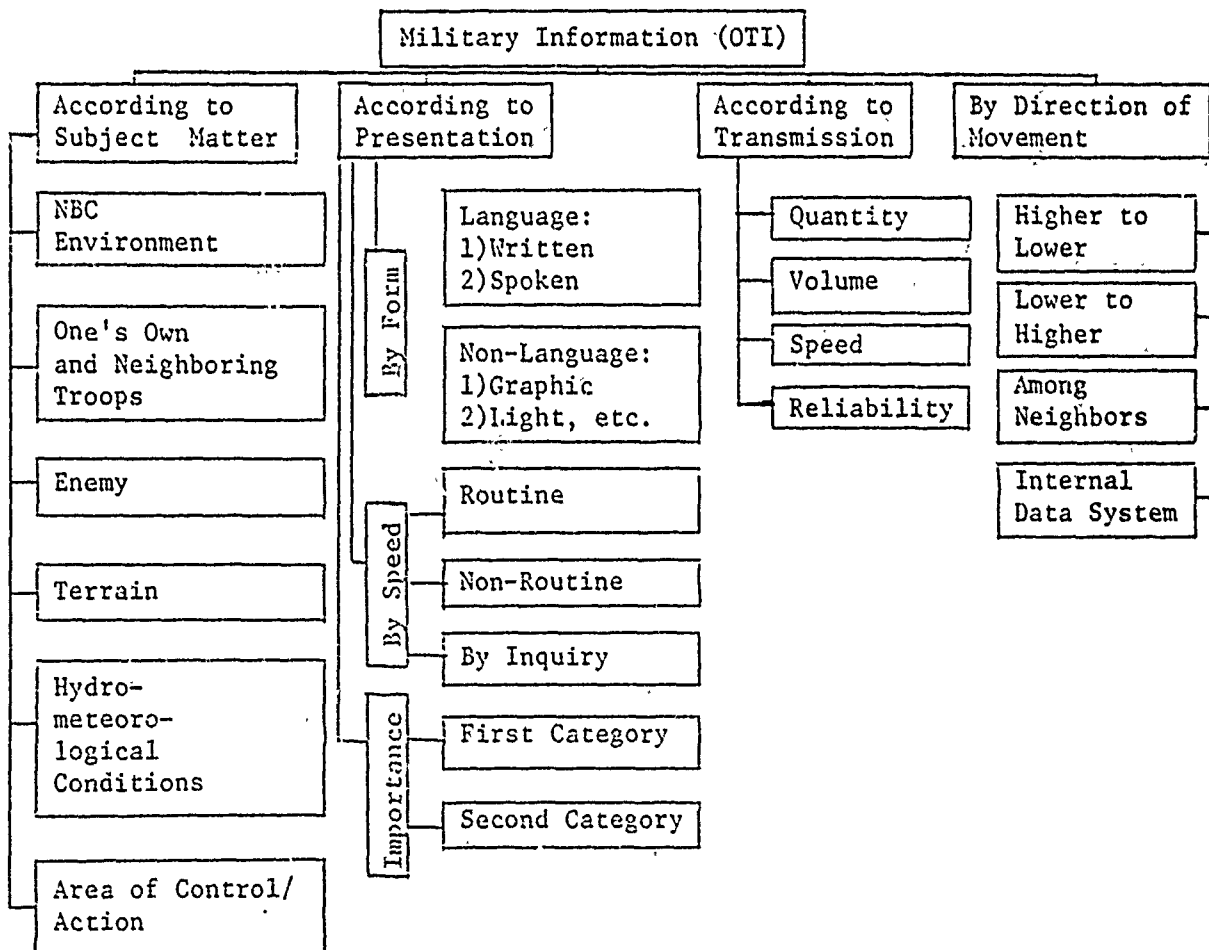 Military Information (OTI)
According to
Subject Matter
NBC
Environment
One's Own
and Neighboring
Troops
Enemy
Terrain
Hydro-
meteoro-
logical
Conditions
Area of Control/
Action
According to
Presentation
By Form
Language:
1)Written
2)Spoken
Non-Language:
1)Graphic
2)Light, etc.
By Speed
Routine
Non-Routine
By Inquiry
Importance
First Category
Second Category
According to
Transmission
Quantity
Volume
Speed
Reliability
By Direction of
Movement
Higher to
Lower
Lower to
Higher
Among
Neighbors
Internal
Data System